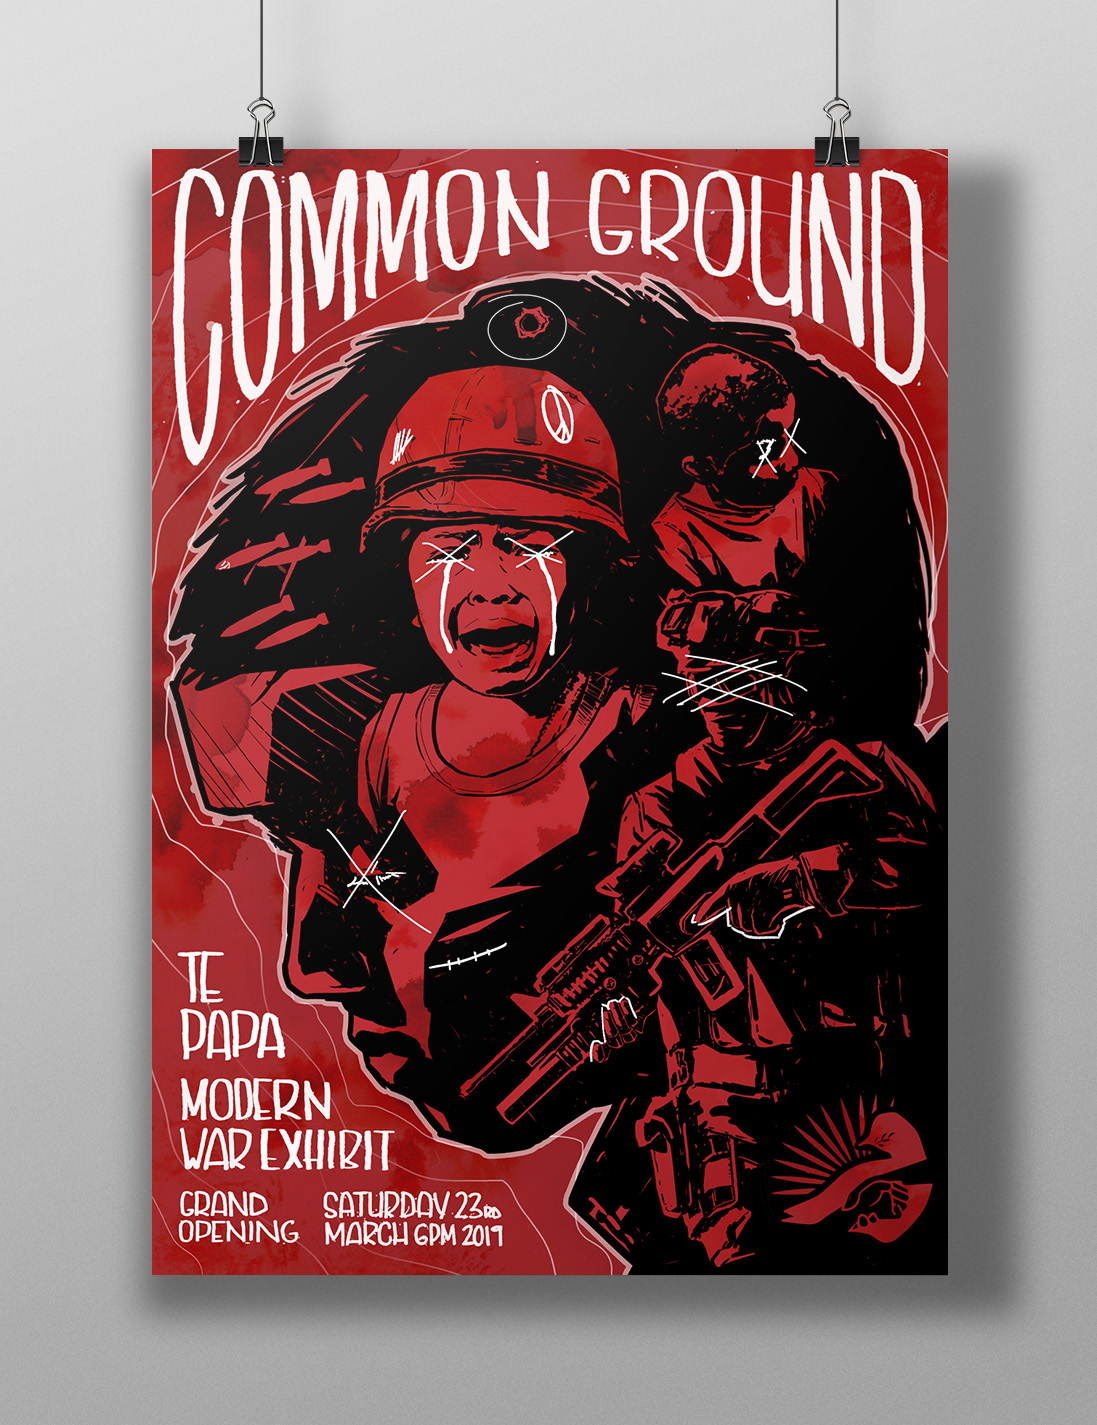 COMMON GROUND
TE
PAPA
MODERN
WAR EXHIBIT
GRAND
OPENING
SATURDAY 23RD
MARCH 6PM 2019